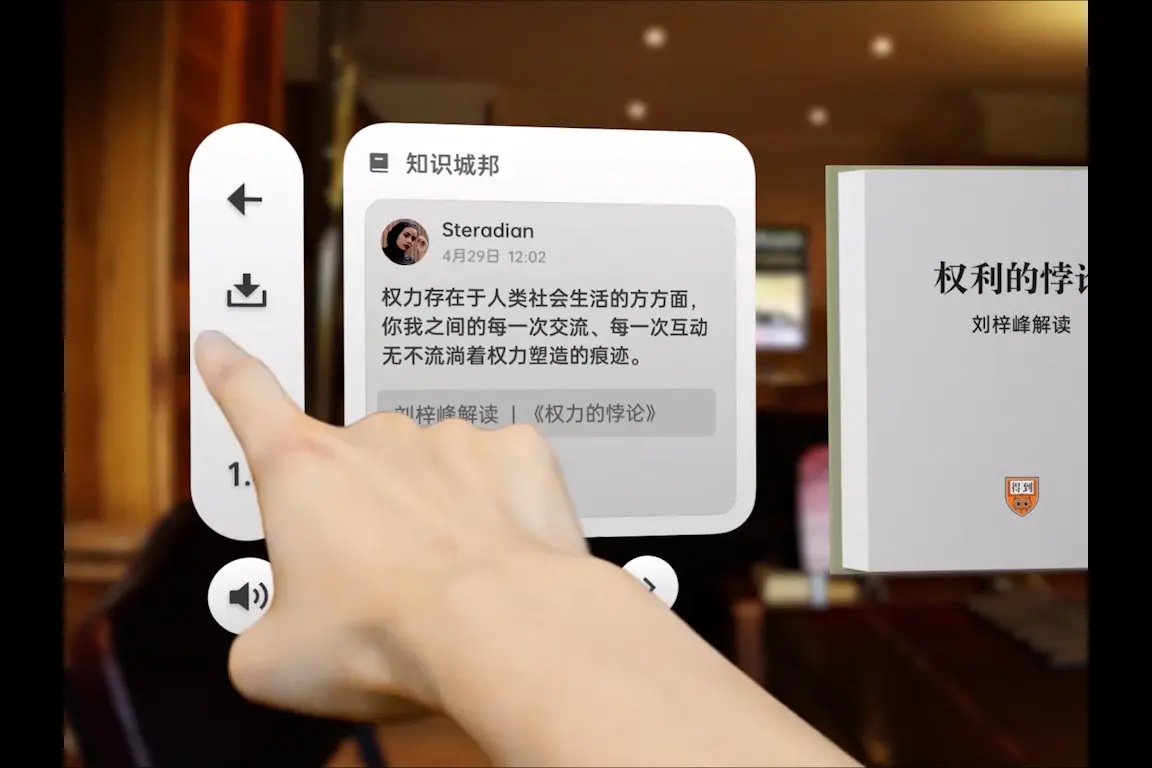 知识城邦
Steradian
4月29日 12:02
权力存在于人类社会生活的方方面，
你我之间的每一次交流、每一次互动
无不流淌着权力塑造的痕迹。
刘梓峰解读 | 《权力的悖论》
1.
权利的悖论
刘梓峰解读
得到